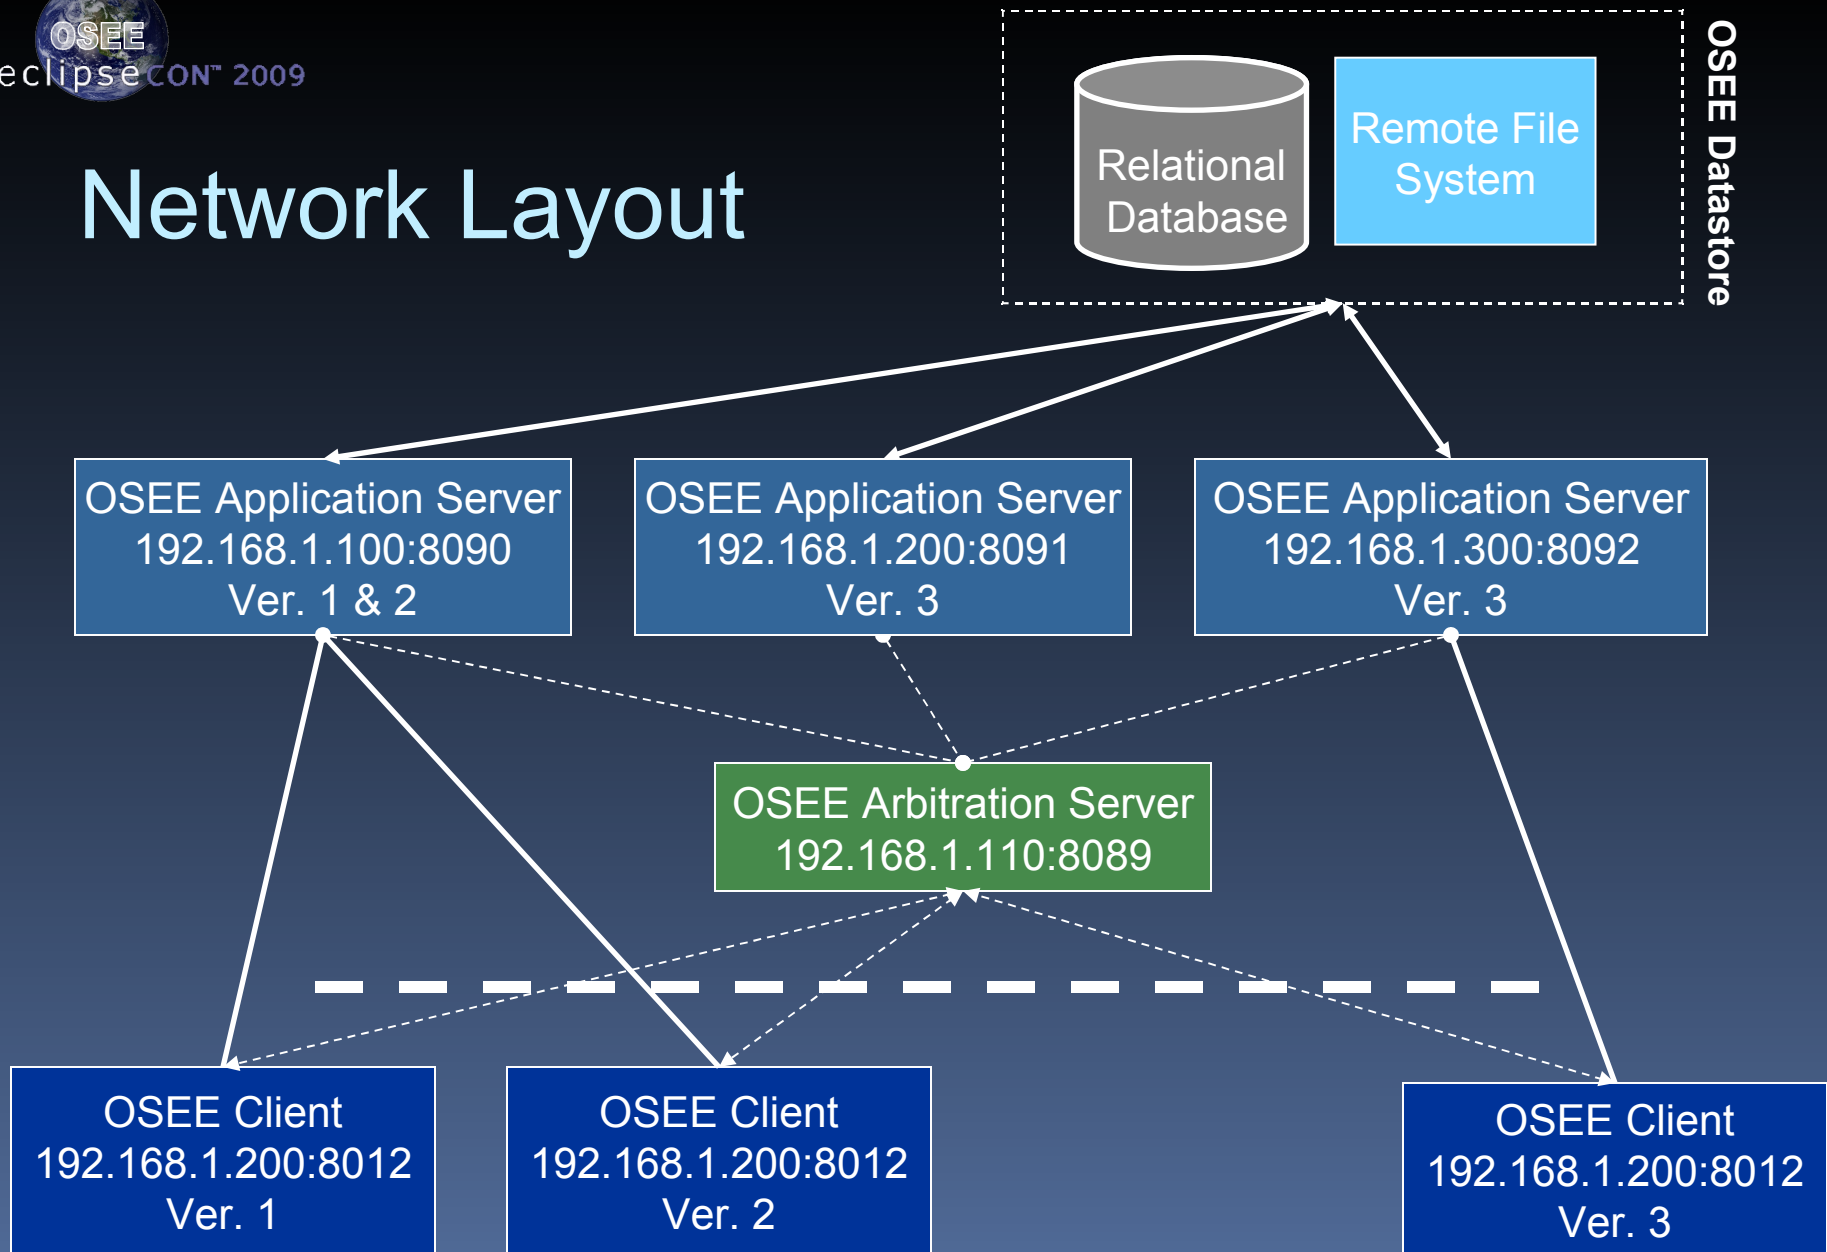 OSEE
eclipsecon™ 2009
Network Layout
Relational
Database
Remote File
System
OSEE Datastore
OSEE Application Server
192.168.1.100:8090
Ver. 1 & 2
OSEE Application Server
192.168.1.200:8091
Ver. 3
OSEE Application Server
192.168.1.300:8092
Ver. 3
OSEE Arbitration Server
192.168.1.110:8089
OSEE Client
192.168.1.200:8012
Ver. 1
OSEE Client
192.168.1.200:8012
Ver. 2
OSEE Client
192.168.1.200:8012
Ver. 3